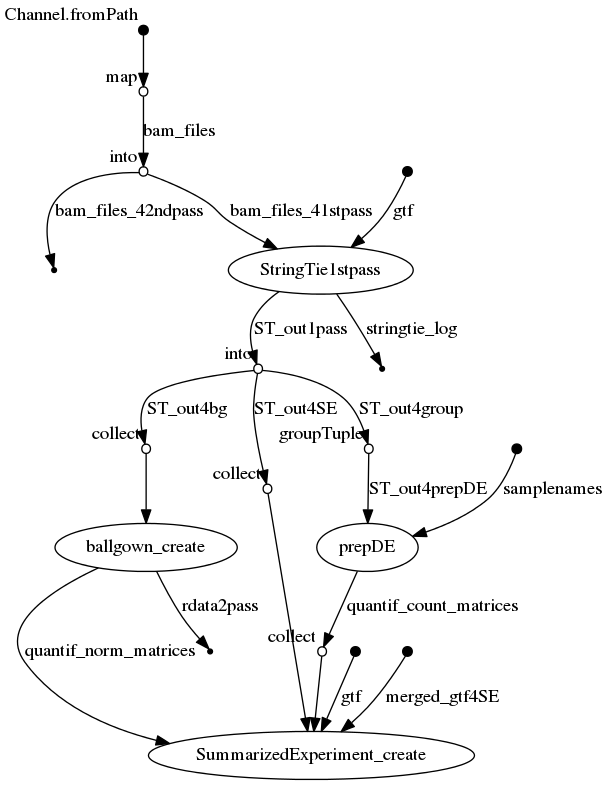 Channel.fromPath
map
bam_files
into
bam_files_42ndpass
bam_files_41stpass
gtf
StringTie1stpass
ST_out1pass
stringtie_log
into
ST_out4bg
ST_out4SE
ST_out4group
collect
groupTuple
collect
ST_out4prepDE
samplenames
ballgown_create
prepDE
rdata2pass
quantif_count_matrices
collect
quantif_norm_matrices
gtf
merged_gtf4SE
SummarizedExperiment_create